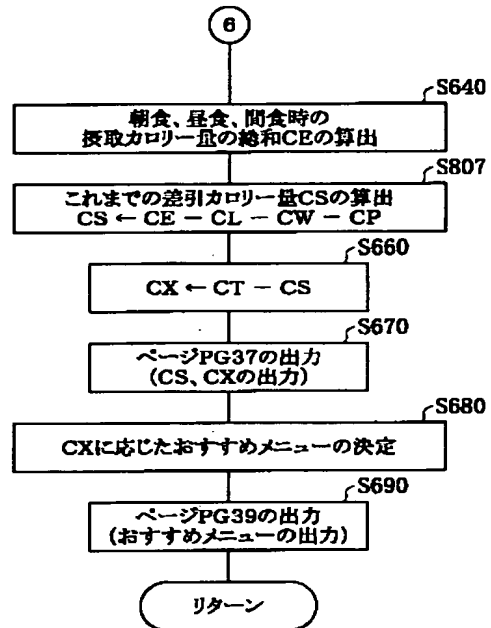 6
S640
朝食、昼食、間食時の
摂取カロリー量の総和CEの算出
S807
これまでの差引カロリー量CSの算出
CS ← CE － CL － CW － CP
S660
CX ← CT － CS
S670
ページPG37の出力
(CS、CXの出力)
S680
CXに応じたおすすめメニューの決定
S690
ページPG39の出力
(おすすめメニューの出力)
リターン